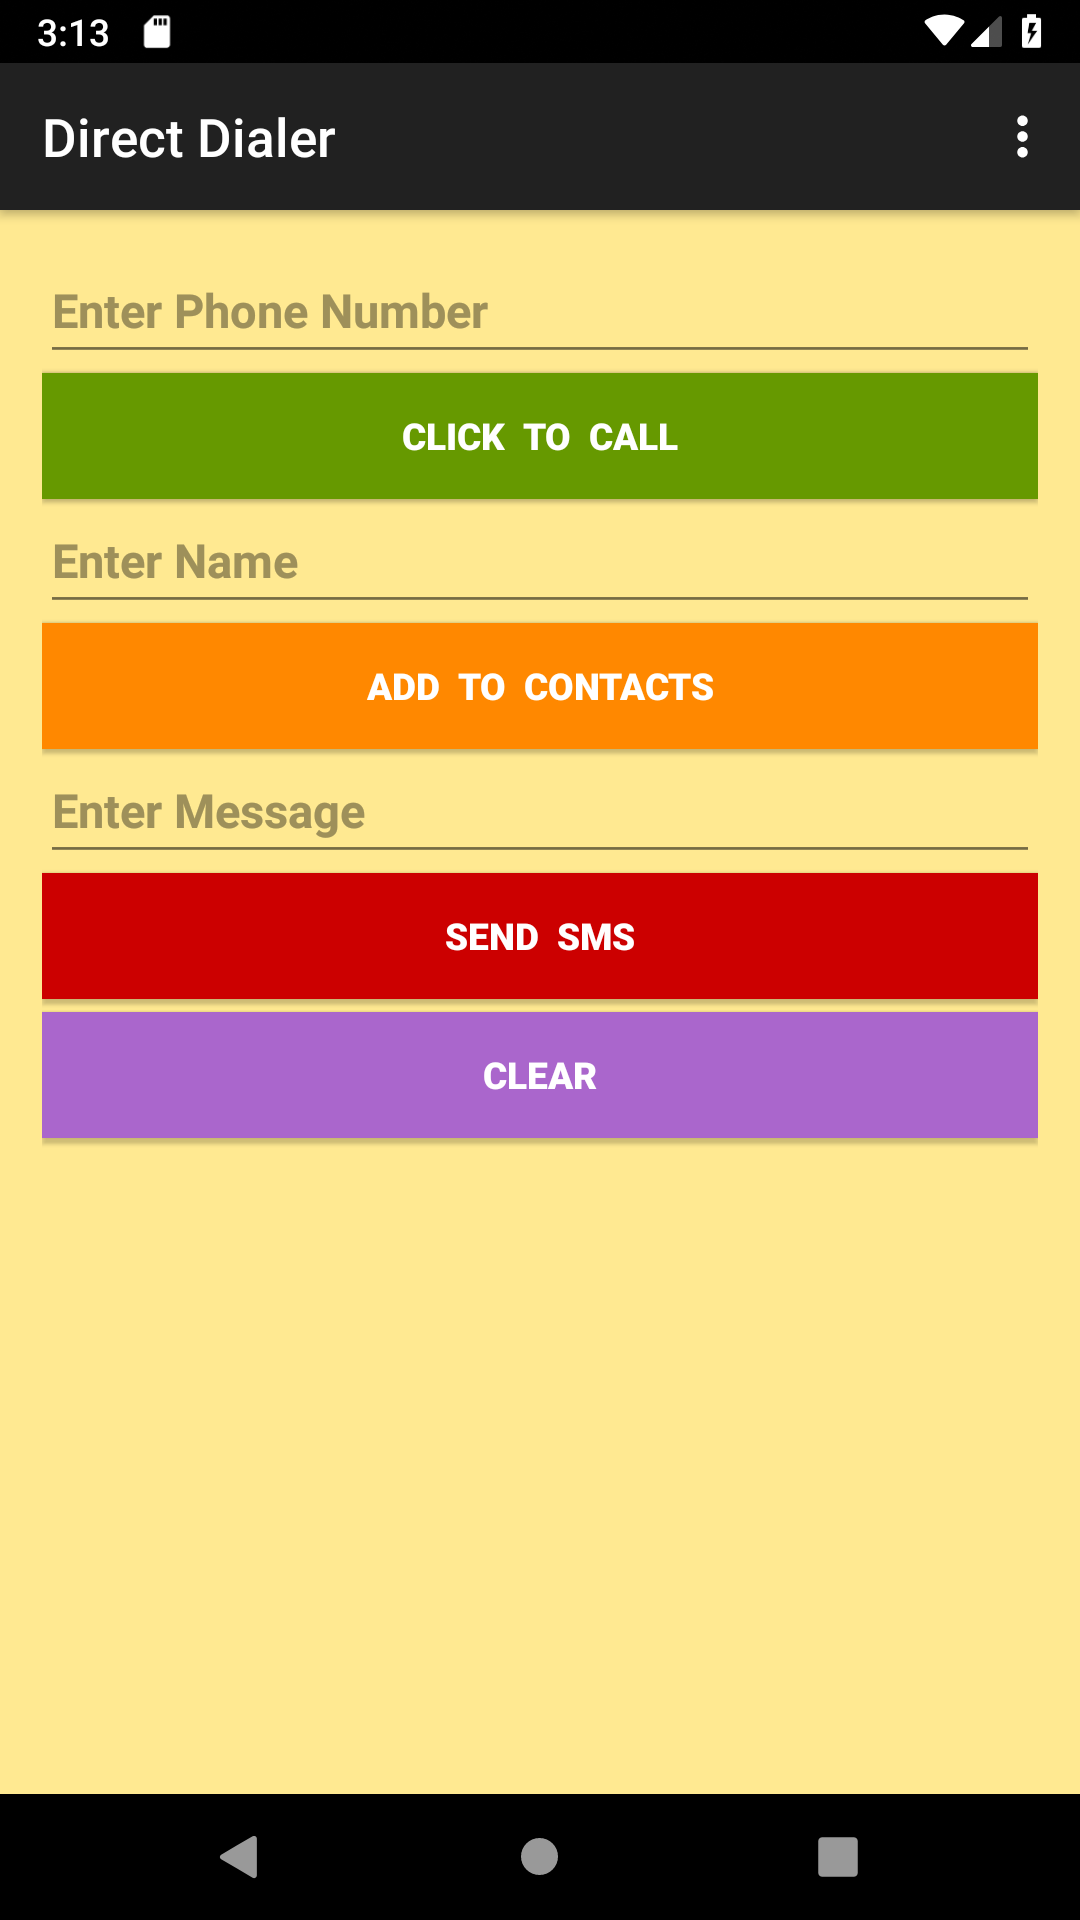 3:13
Direct Dialer
Enter Phone Number
CLICK TO CALL
Enter Name
ADD TO CONTACTS
Enter Message
SEND SMS
CLEAR